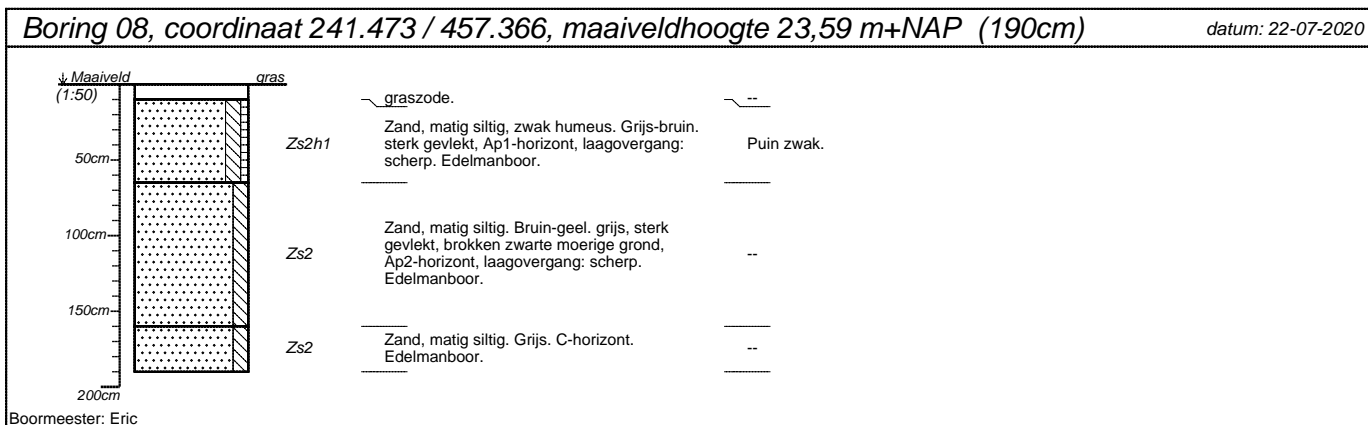 Boring 08, coordinaat 241.473 / 457.366, maaiveldhoogte 23,59 m+NAP (190cm)
datum: 22-07-2020
Maaiveld
gras
(1:50)
graszode.
--
Zs2h1
Zand, matig siltig, zwak humeus. Grijs-bruin.
sterk gevlekt, Ap1-horizont, laagovergang:
scherp. Edelmanboor.
Puin zwak.
50cm
100cm
Zs2
Zand, matig siltig. Bruin-geel. grijs, sterk
gevlekt, brokken zwarte moerige grond,
Ap2-horizont, laagovergang: scherp.
Edelmanboor.
--
150cm
Zs2
Zand, matig siltig. Grijs. C-horizont.
Edelmanboor.
--
200cm
Boormeester: Eric